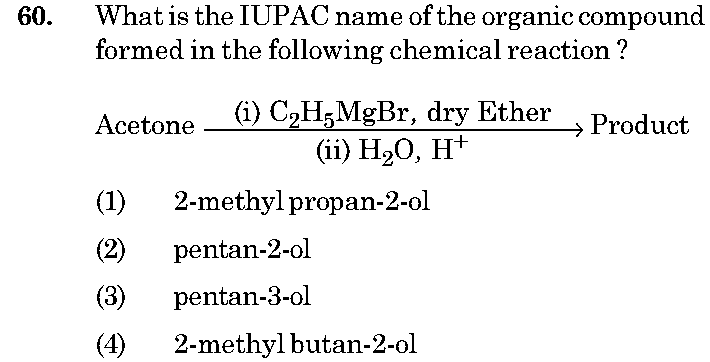 60. What is the IUPAC name of the organic compound
formed in the following chemical reaction ?
Acetone (i) C₂H₅MgBr, dry Ether → Product
(ii) H₂O, H⁺
(1) 2-methyl propan-2-ol
(2) pentan-2-ol
(3) pentan-3-ol
(4) 2-methyl butan-2-ol